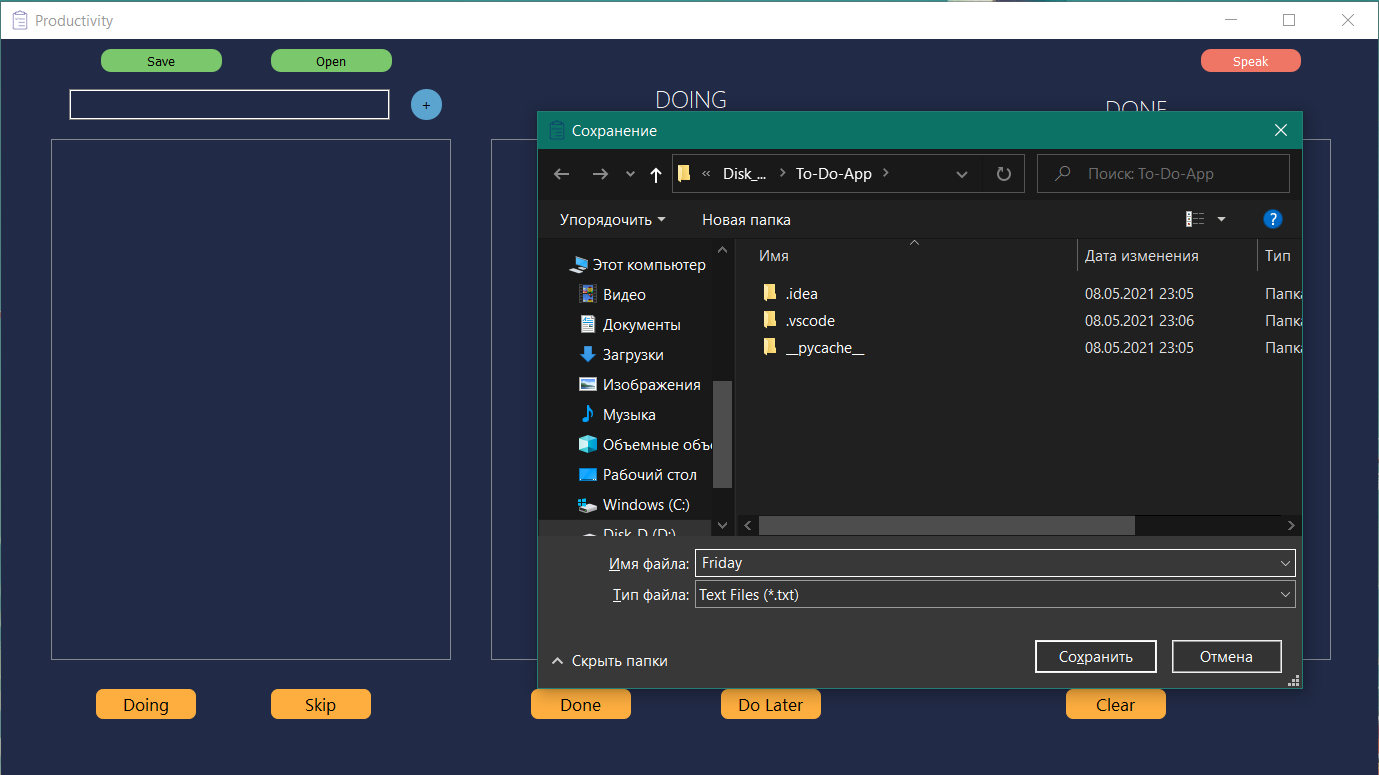 Productivity
Save
Open
Speak
+
DOING
DONE
Сохранение
« Disk_... > To-Do-App >
Поиск: To-Do-App
Упорядочить
Новая папка
?
Этот компьютер
Видео
Документы
Загрузки
Изображения
Музыка
Объемные объ
Рабочий стол
Windows (C:)
Disk_D (D:)
Имя
Дата изменения
Тип
.idea
08.05.2021 23:05
Папка
.vscode
08.05.2021 23:06
Папка
__pycache__
08.05.2021 23:05
Папка
Имя файла: Friday
Тип файла: Text Files (*.txt)
Скрыть папки
Сохранить
Отмена
Doing
Skip
Done
Do Later
Clear